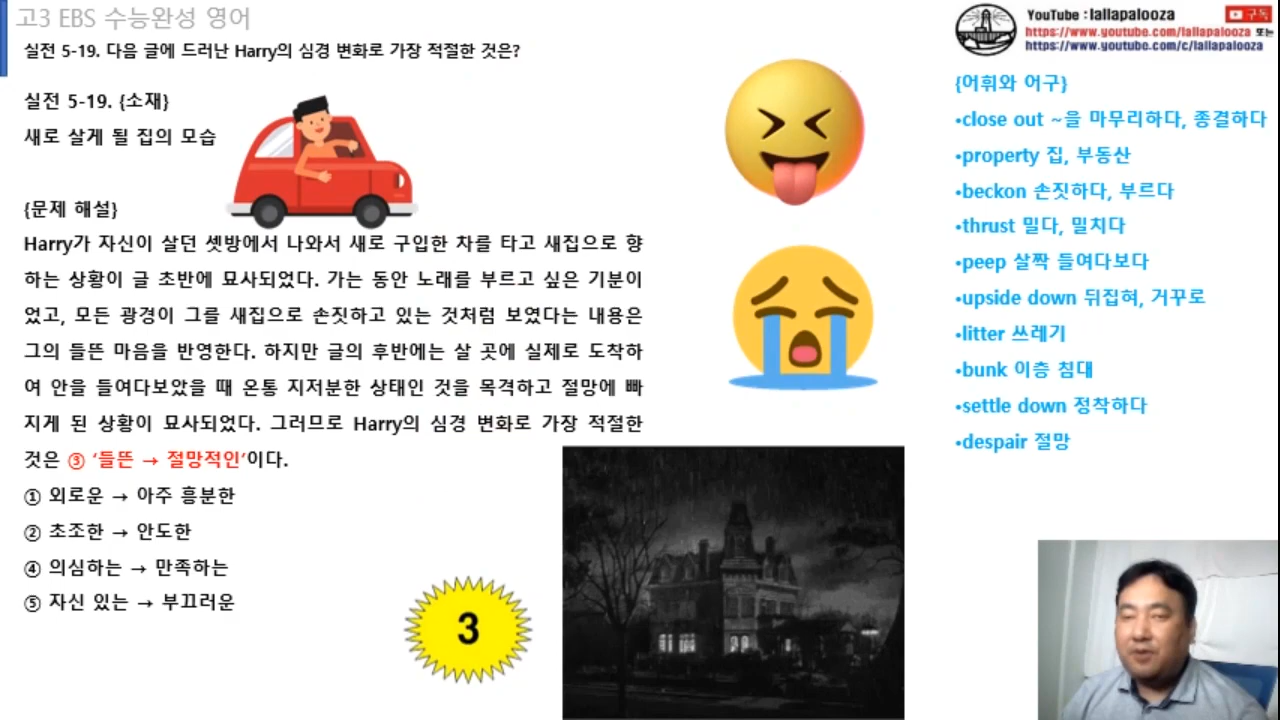 고3 EBS 수능완성 영어
실전 5-19. 다음 글에 드러난 Harry의 심경 변화로 가장 적절한 것은?
실전 5-19. {소재}
새로 살게 될 집의 모습
{문제 해설}
Harry가 자신이 살던 셋방에서 나와서 새로 구입한 차를 타고 새집으로 향
하는 상황이 글 초반에 묘사되었다. 가는 동안 노래를 부르고 싶은 기분이
었고, 모든 광경이 그를 새집으로 손짓하고 있는 것처럼 보였다는 내용은
그의 들뜬 마음을 반영한다. 하지만 글의 후반에는 살 곳에 실제로 도착하
여 안을 들여다보았을 때 온통 지저분한 상태인 것을 목격하고 절망에 빠
지게 된 상황이 묘사되었다. 그러므로 Harry의 심경 변화로 가장 적절한
것은 ③ ‘들뜬 → 절망적인’이다.
① 외로운 → 아주 흥분한
② 초조한 → 안도한
④ 의심하는 → 만족하는
⑤ 자신 있는 → 부끄러운
3
YouTube : lallapalooza
구독
https://www.youtube.com/lallapalooza 또는
https://www.youtube.com/c/lallapalooza
{어휘와 어구}
•close out ~을 마무리하다, 종결하다
•property 집, 부동산
•beckon 손짓하다, 부르다
•thrust 밀다, 밀치다
•peep 살짝 들여다보다
•upside down 뒤집혀, 거꾸로
•litter 쓰레기
•bunk 이층 침대
•settle down 정착하다
•despair 절망